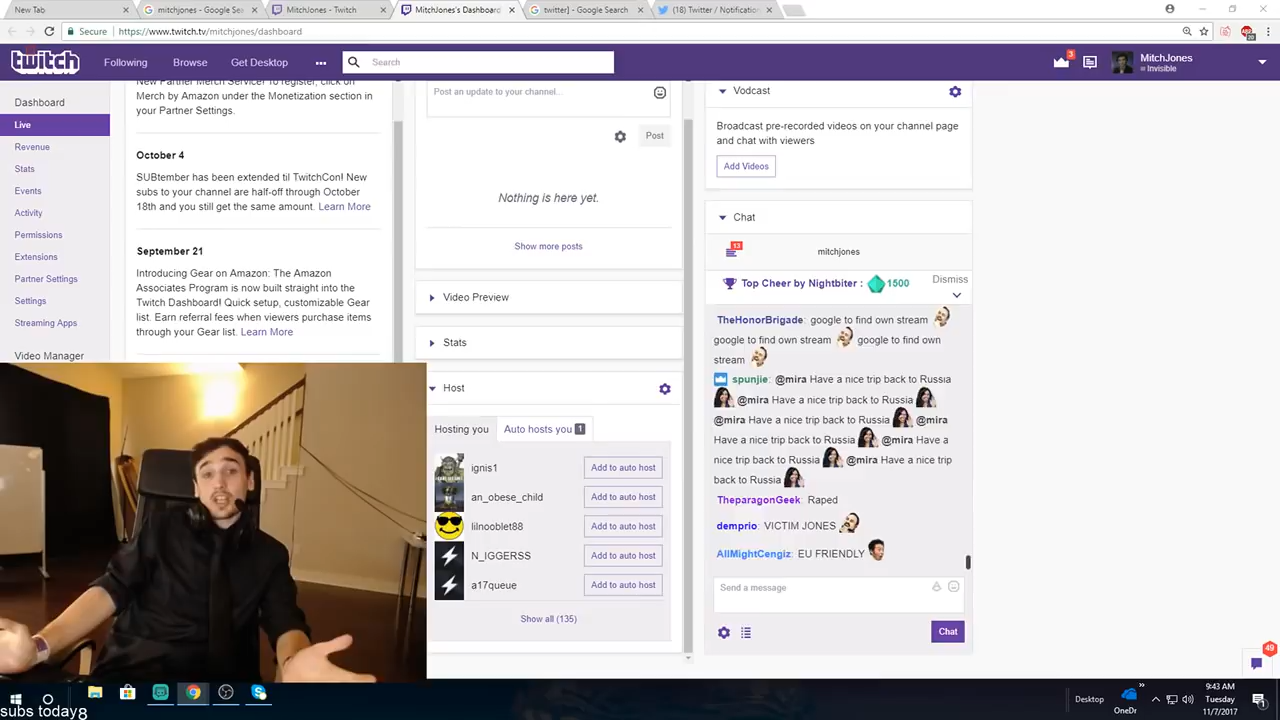 New Tab
mitchjones - Google Se
MitchJones - Twitch
MitchJones's Dashboard
twitter] - Google Search
(18) Twitter / Notification
Secure
https://www.twitch.tv/mitchjones/dashboard
twitch
Following
Browse
Get Desktop
Search
3
MitchJones
Invisible
Dashboard
Live
Revenue
Stats
Events
Activity
Permissions
Extensions
Partner Settings
Settings
Streaming Apps
Video Manager
New Partner Merch Servicer To register, click on
Merch by Amazon under the Monetization section in
your Partner Settings.
October 4
SUBtember has been extended til TwitchCon! New
subs to your channel are half-off through October
18th and you still get the same amount. Learn More
September 21
Introducing Gear on Amazon: The Amazon
Associates Program is now built straight into the
Twitch Dashboard! Quick setup, customizable Gear
list. Earn referral fees when viewers purchase items
through your Gear list. Learn More
Post an update to your channel...
Post
Nothing is here yet.
Show more posts
Video Preview
Stats
Host
Hosting you
Auto hosts you 1
ignis1
Add to auto host
an_obese_child
Add to auto host
lilnooblet88
Add to auto host
N_IGGERSS
Add to auto host
a17queue
Add to auto host
Show all (135)
Vodcast
Broadcast pre-recorded videos on your channel page
and chat with viewers
Add Videos
Chat
13
mitchjones
Top Cheer by Nightbiter : 1500
Dismiss
TheHonorBrigade: google to find own stream
google to find own stream google to find own
stream
spunjie: @mira Have a nice trip back to Russia
@mira Have a nice trip back to Russia
@mira Have a nice trip back to Russia @mira
Have a nice trip back to Russia @mira Have a
nice trip back to Russia @mira Have a nice trip
back to Russia
TheparagonGeek: Raped
demprio: VICTIM JONES
AllMightCengiz: EU FRIENDLY
Send a message
Chat
49
subs today8
Desktop
OneDr
9:43 AM
Tuesday
11/7/2017